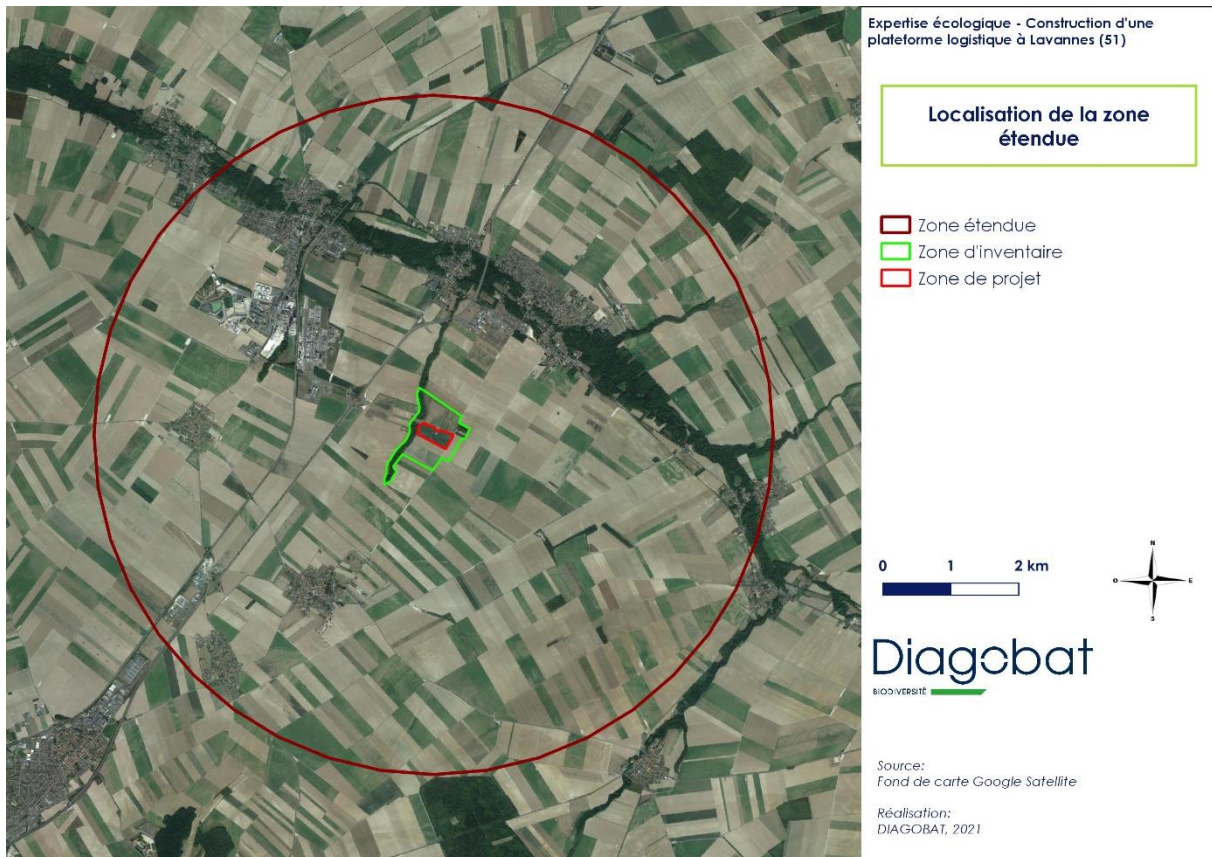 Expertise écologique - Construction d'une
plateforme logistique à Lavannes (51)
Localisation de la zone
étendue
Zone étendue
Zone d'inventaire
Zone de projet
0 1 2 km
N
O E
S
Diagobat
BIODIVERSITÉ
Source:
Fond de carte Google Satellite
Réalisation:
DIAGOBAT, 2021